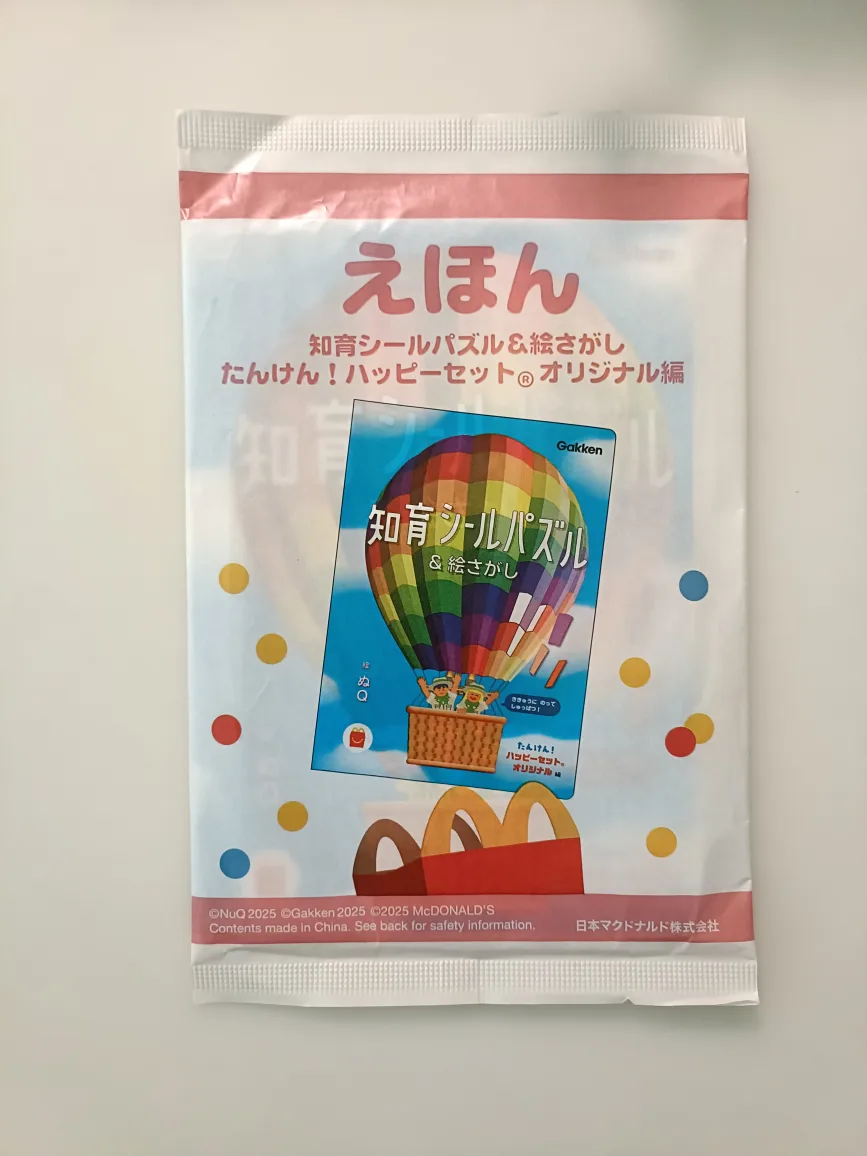 えほん
知育シールパズル&絵さがし
たんけん！ハッピーセット® オリジナル編
Gakken
知育シールパズル
&絵さがし
絵
ぬQ
ききゅうに のって
しゅっぱつ！
たんけん！
ハッピーセット®
オリジナル 編
©NuQ 2025 ©Gakken 2025 ©2025 McDONALD'S
Contents made in China. See back for safety information.
日本マクドナルド株式会社